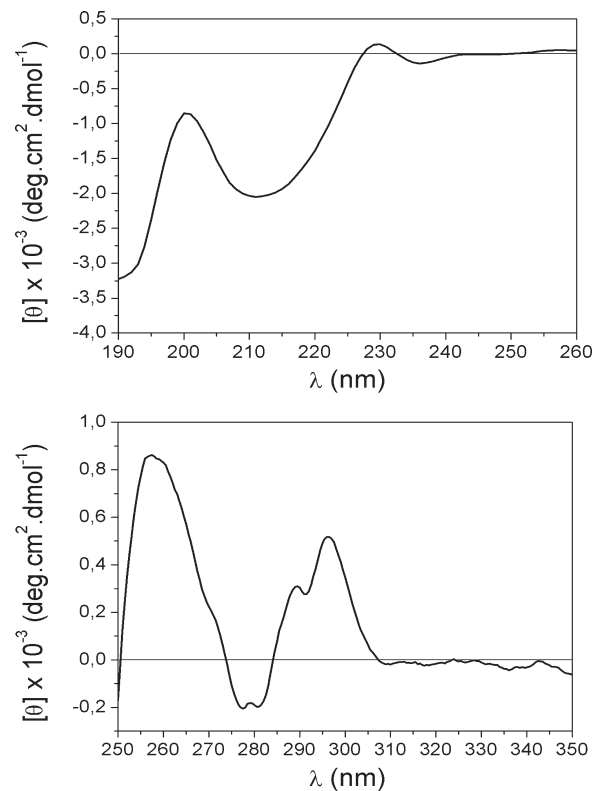 [θ] x 10⁻³ (deg.cm².dmol⁻¹)
0,5
0,0
-0,5
-1,0
-1,5
-2,0
-2,5
-3,0
-3,5
-4,0
190 200 210 220 230 240 250 260
λ (nm)
[θ] x 10⁻³ (deg.cm².dmol⁻¹)
1,0
0,8
0,6
0,4
0,2
0,0
-0,2
250 260 270 280 290 300 310 320 330 340 350
λ (nm)